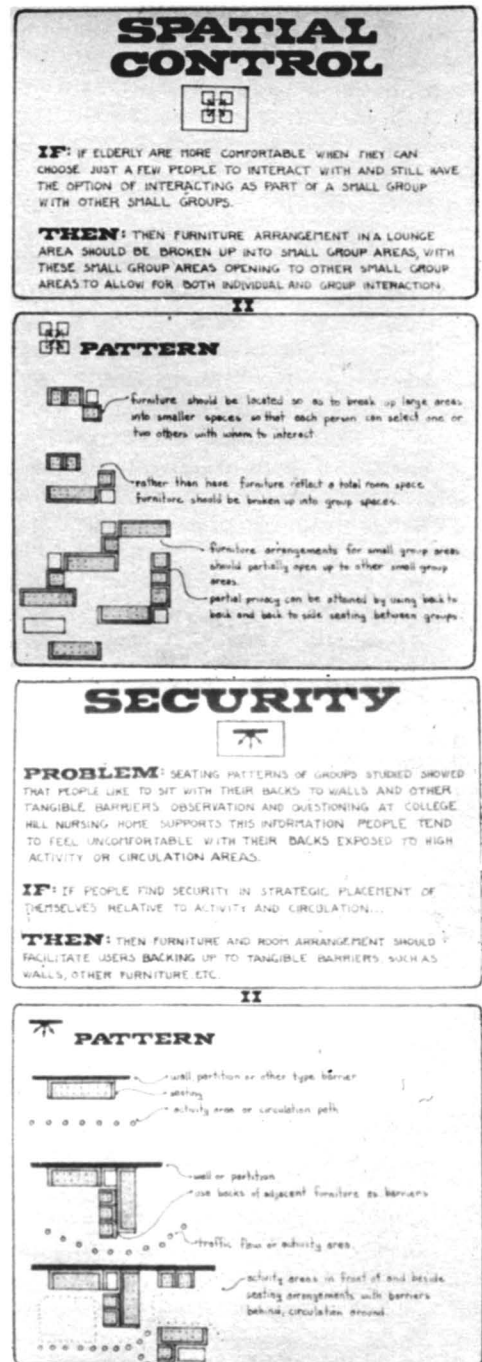 SPATIAL
CONTROL
IF: IF ELDERLY ARE MORE COMFORTABLE WHEN THEY CAN
CHOOSE JUST A FEW PEOPLE TO INTERACT WITH AND STILL HAVE
THE OPTION OF INTERACTING AS PART OF A SMALL GROUP
WITH OTHER SMALL GROUPS.
THEN: THEN FURNITURE ARRANGEMENT IN A LOUNGE
AREA SHOULD BE BROKEN UP INTO SMALL GROUP AREAS, WITH
THESE SMALL GROUP AREAS OPENING TO OTHER SMALL GROUP
AREAS TO ALLOW FOR BOTH INDIVIDUAL AND GROUP INTERACTION.
II
PATTERN
furniture should be located so as to break up large areas
into smaller spaces so that each person can select one or
two others with whom to interact
rather than have furniture reflect a total room space
furniture should be broken up into group spaces.
furniture arrangements for small group areas
should partially open up to other small group
areas.
partial privacy can be attained by using back to
back and back to side seating between groups.
SECURITY
PROBLEM: SEATING PATTERNS OF GROUPS STUDIED SHOWED
THAT PEOPLE LIKE TO SIT WITH THEIR BACKS TO WALLS AND OTHER
TANGIBLE BARRIERS. OBSERVATION AND QUESTIONING AT COLLEGE
HILL NURSING HOME SUPPORTS THIS INFORMATION. PEOPLE TEND
TO FEEL UNCOMFORTABLE WITH THEIR BACKS EXPOSED TO HIGH
ACTIVITY OR CIRCULATION AREAS.
IF: IF PEOPLE FIND SECURITY IN STRATEGIC PLACEMENT OF
THEMSELVES RELATIVE TO ACTIVITY AND CIRCULATION...
THEN: THEN FURNITURE AND ROOM ARRANGEMENT SHOULD
FACILITATE USERS BACKING UP TO TANGIBLE BARRIERS, SUCH AS
WALLS, OTHER FURNITURE, ETC.
II
PATTERN
wall partition or other type barrier
seating
activity area or circulation path
wall or partition
use backs of adjacent furniture as barriers
traffic flow or activity area
activity areas in front of and beside
seating arrangements with barriers
behind, circulation around.